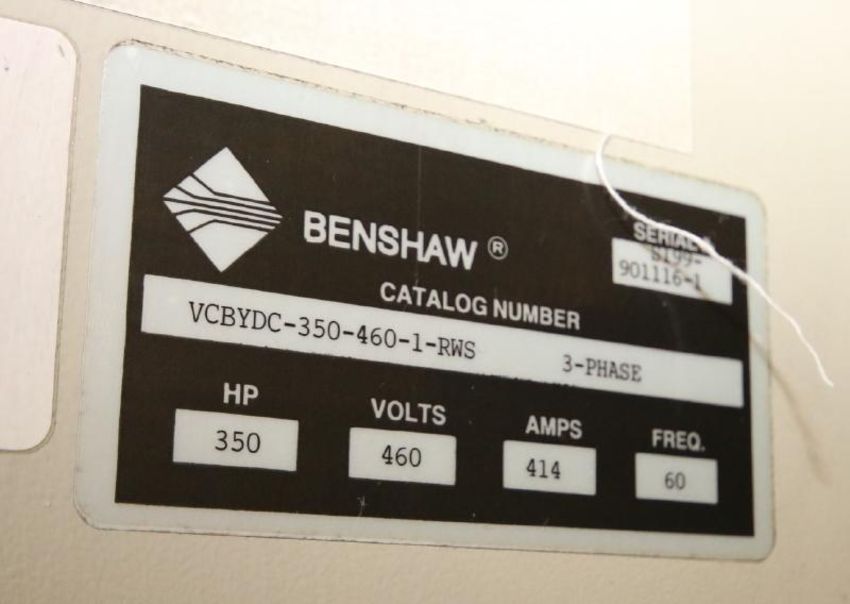 BENSHAW ®
SERIAL
901116-1
CATALOG NUMBER
VCBYDC-350-460-1-RWS 3-PHASE
HP VOLTS AMPS FREQ.
350 460 414 60